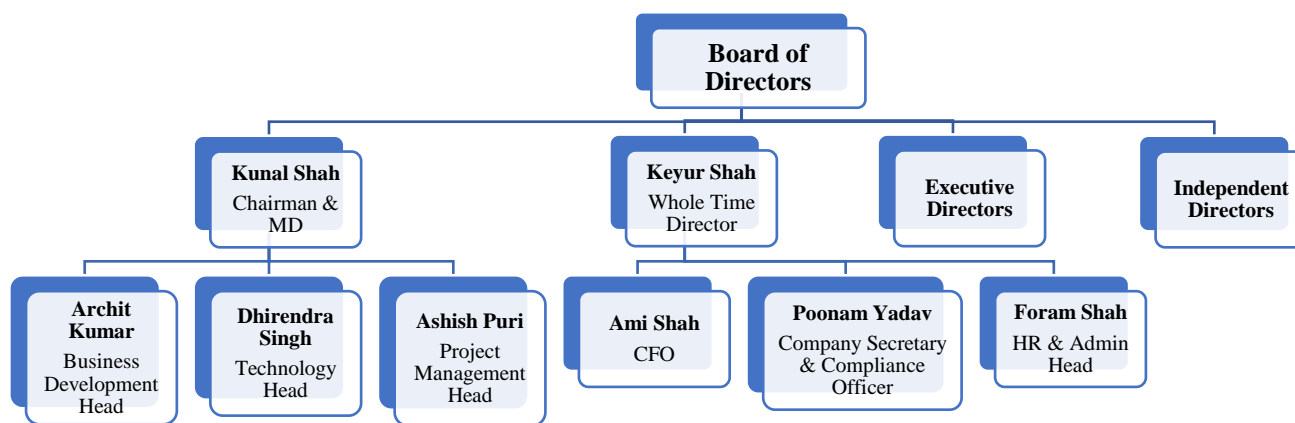 Board of
Directors
Kunal Shah
Chairman &
MD
Keyur Shah
Whole Time
Director
Executive
Directors
Independent
Directors
Archit
Kumar
Business
Development
Head
Dhirendra
Singh
Technology
Head
Ashish Puri
Project
Management
Head
Ami Shah
CFO
Poonam Yadav
Company Secretary
& Compliance
Officer
Foram Shah
HR & Admin
Head